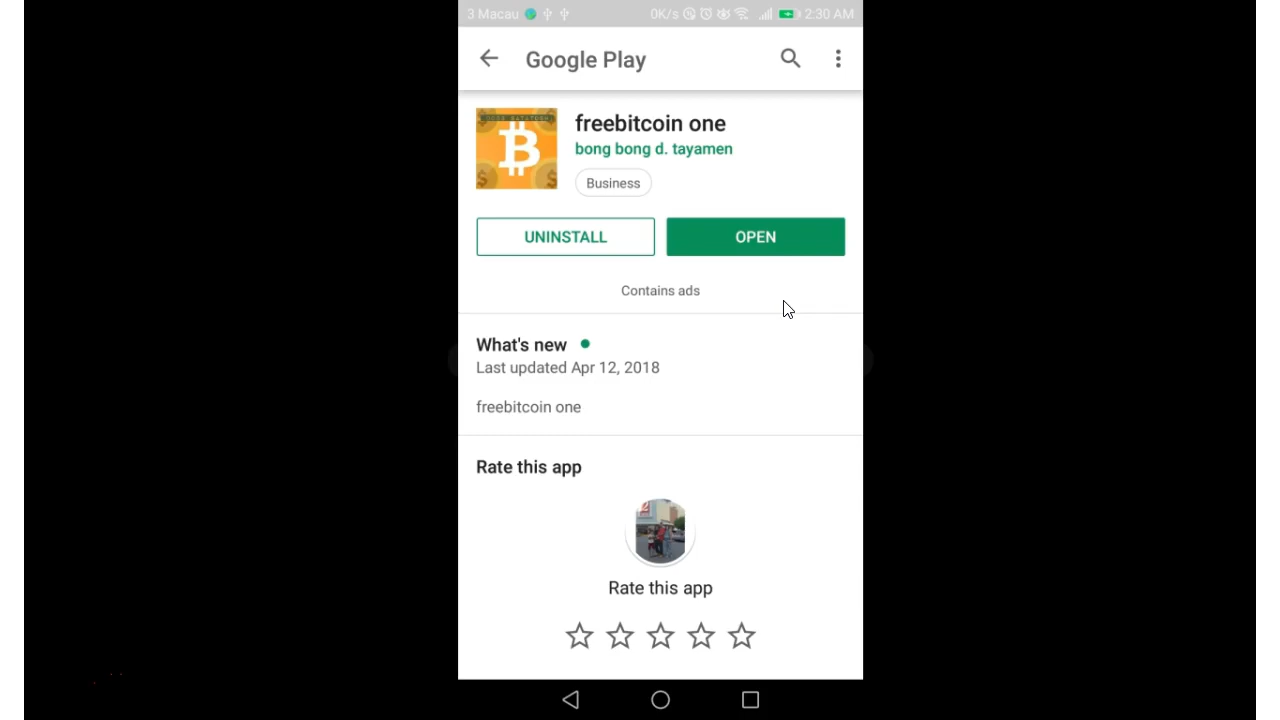 3 Macau 0K/s 2:30 AM
Google Play
freebitcoin one
bong bong d. tayamen
Business
UNINSTALL OPEN
Contains ads
What's new
Last updated Apr 12, 2018
freebitcoin one
Rate this app
Rate this app